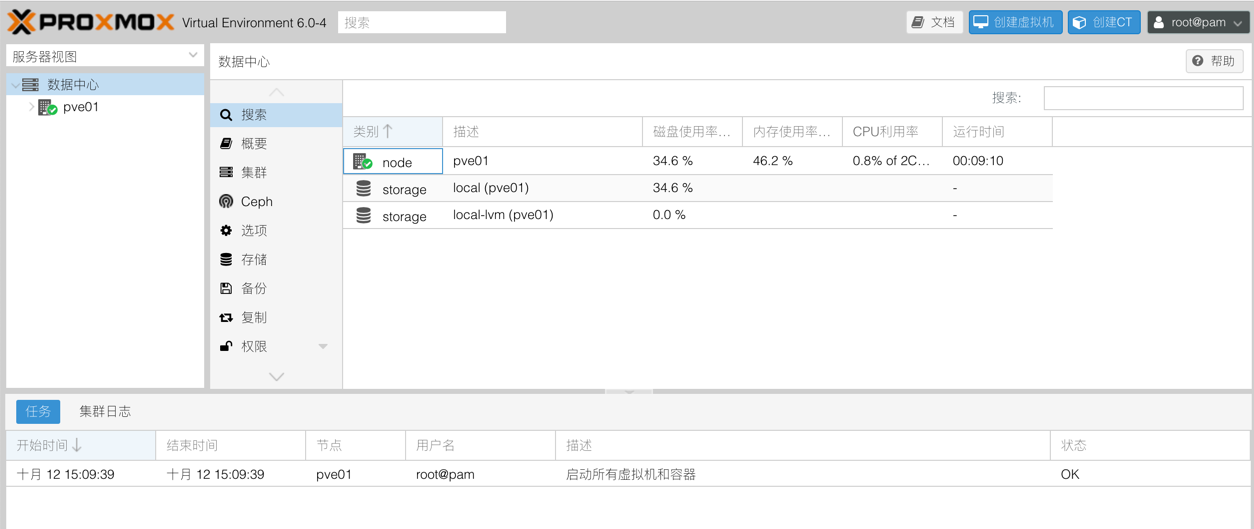 PROXMOX Virtual Environment 6.0-4 搜索 文档 创建虚拟机 创建CT root@pam
服务器视图
数据中心
pve01
数据中心 帮助
搜索
概要
集群
Ceph
选项
存储
备份
复制
权限
搜索:
类别 描述 磁盘使用率... 内存使用率... CPU利用率 运行时间
node pve01 34.6 % 46.2 % 0.8% of 2C... 00:09:10
storage local (pve01) 34.6 % -
storage local-lvm (pve01) 0.0 % -
任务 集群日志
开始时间 结束时间 节点 用户名 描述 状态
十月 12 15:09:39 十月 12 15:09:39 pve01 root@pam 启动所有虚拟机和容器 OK